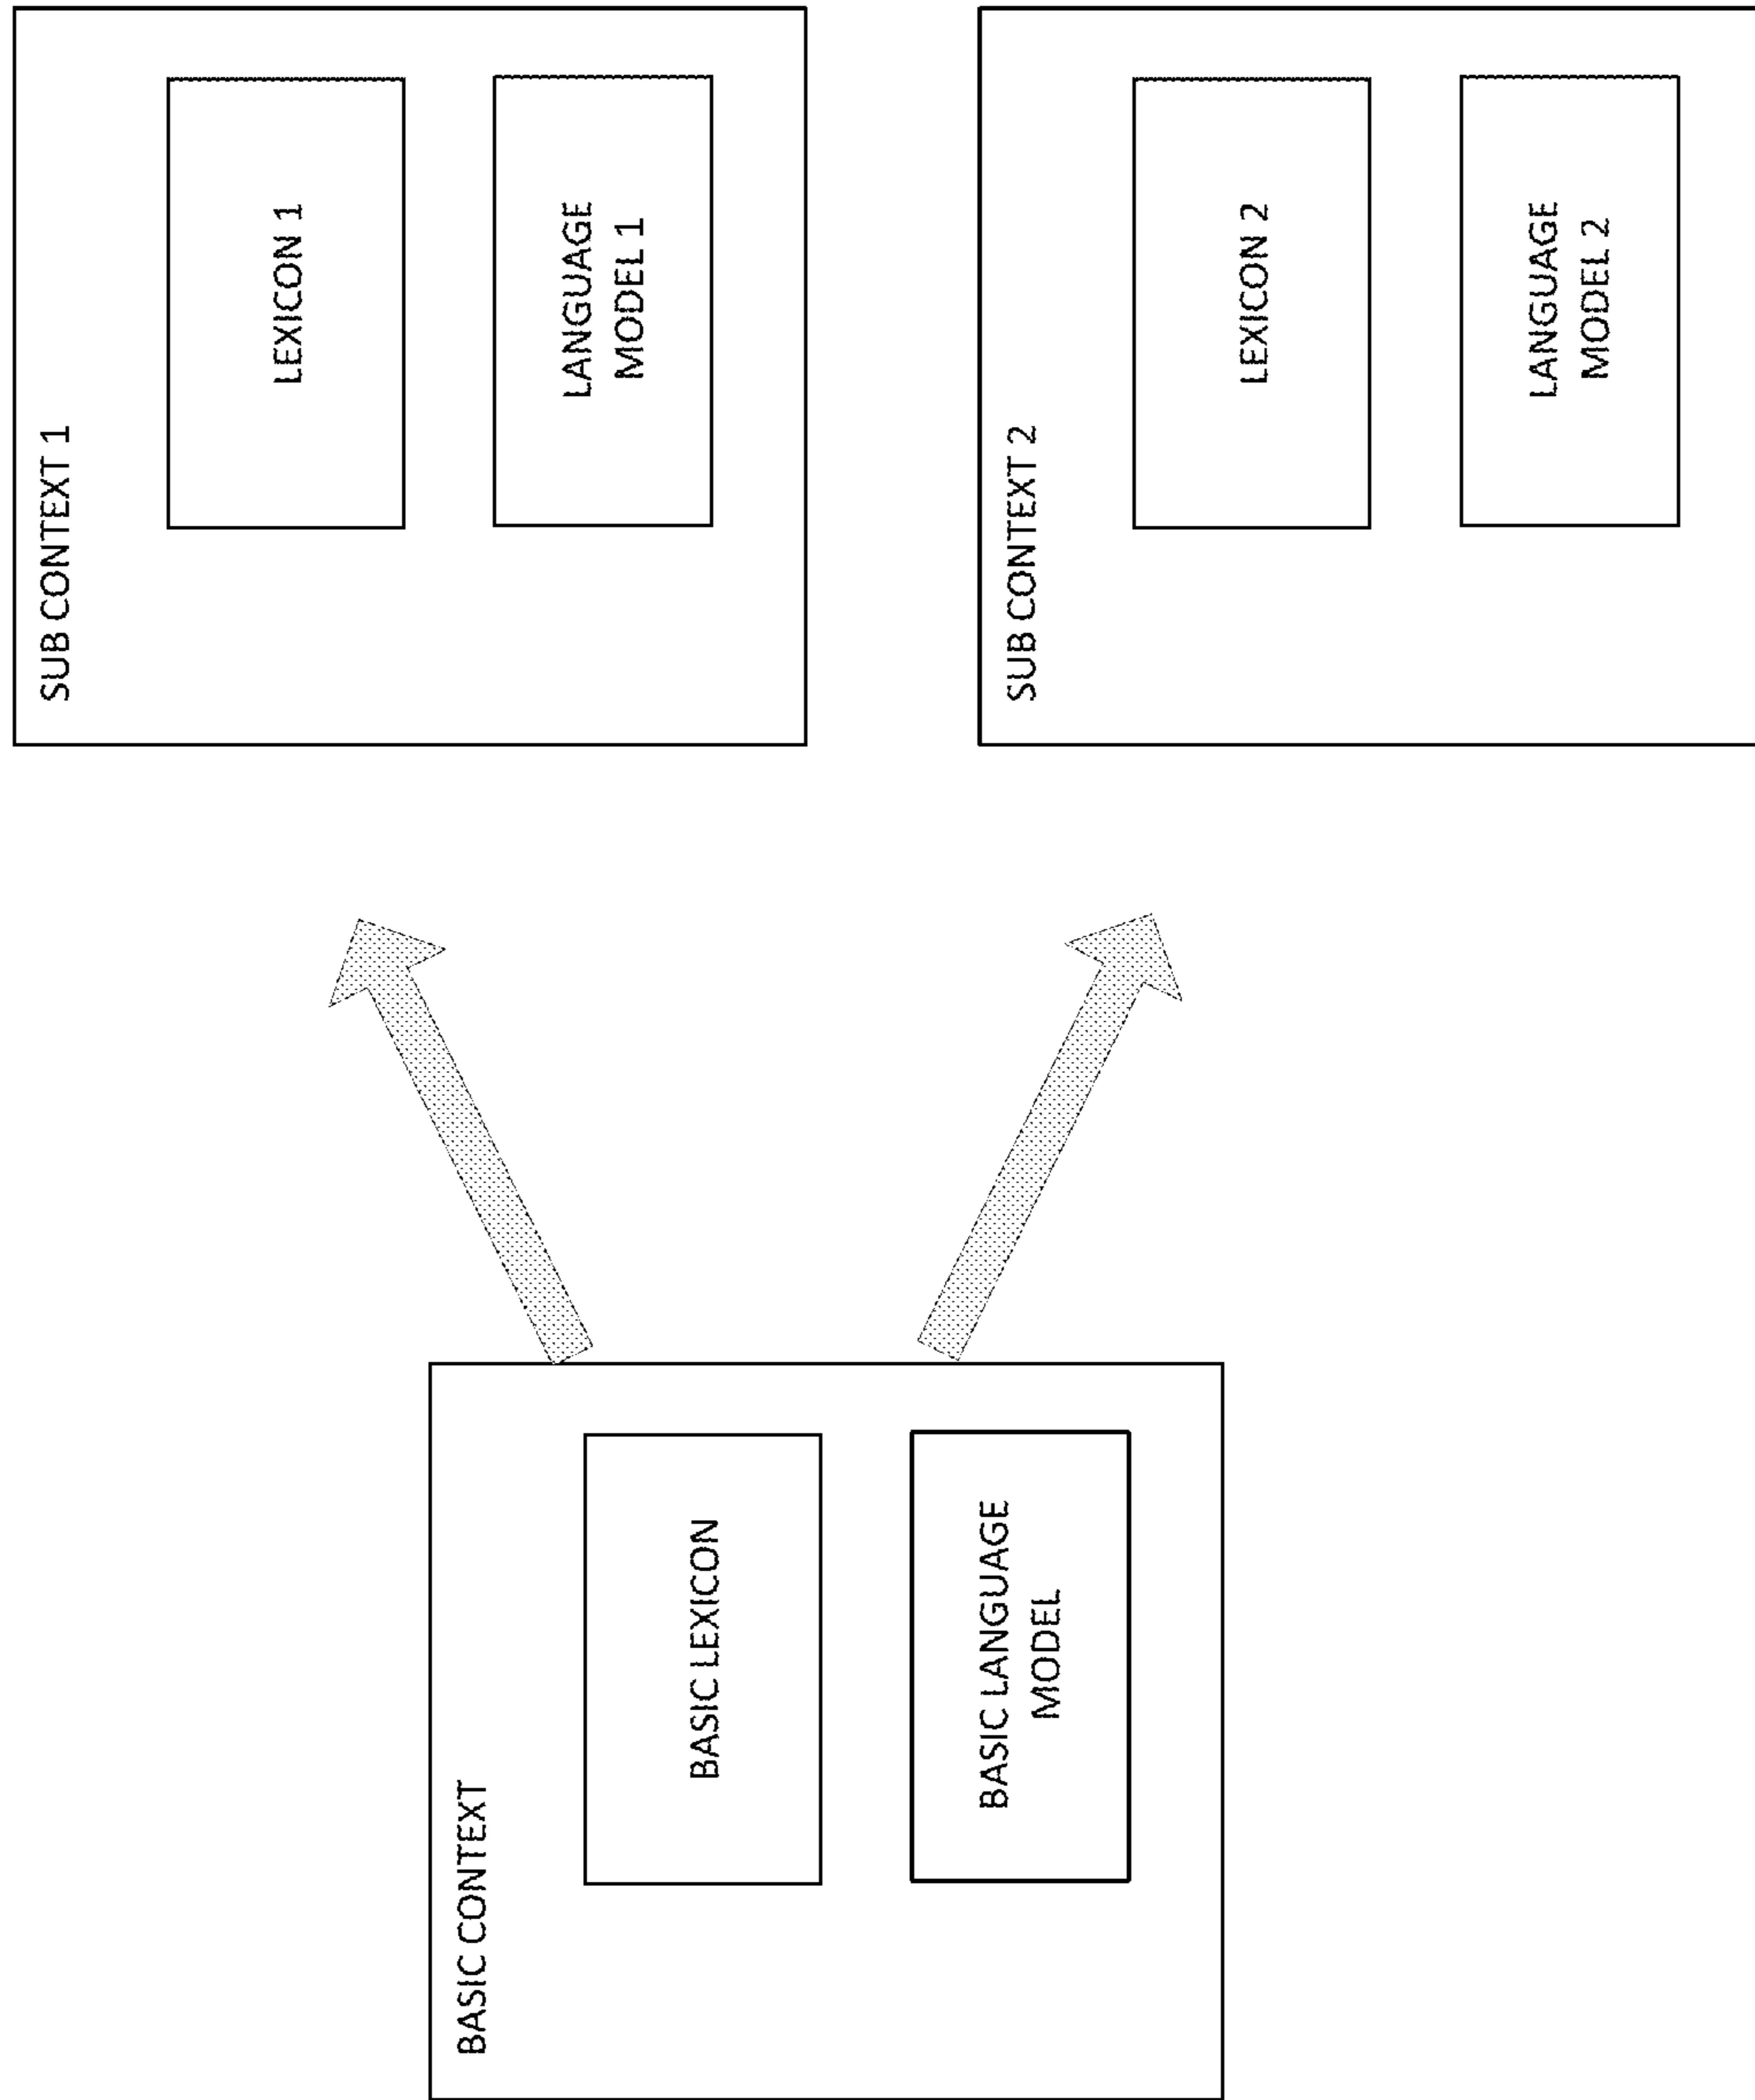 BASIC CONTEXT
BASIC LEXICON
BASIC LANGUAGE
MODEL
SUB CONTEXT 1
LEXICON 1
LANGUAGE
MODEL 1
SUB CONTEXT 2
LEXICON 2
LANGUAGE
MODEL 2